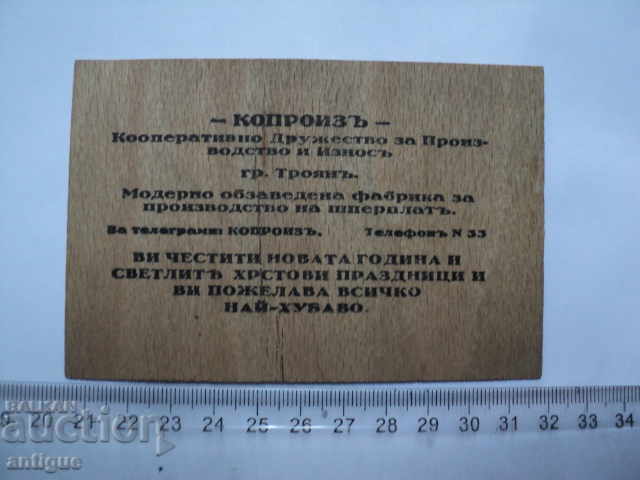 — КОПРОИЗЪ —
Кооперативно Дружество за Произ-
водство и Износъ
гр. Троянъ.
Модерно обзаведена фабрика за
производство на шперплатъ.
За телеграми: КОПРОИЗ. Телефонъ N 33
ВИ ЧЕСТИТИ НОВАТА ГОДИНА И
СВЕТЛИТѢ ХРСТОВИ ПРАЗДНИЦИ И
ВИ ПОЖЕЛАВА ВСИЧКО
НАЙ-ХУБАВО.
BALKAN
auction
antique
20 21 22 23 24 25 26 27 28 29 30 31 32 33 34